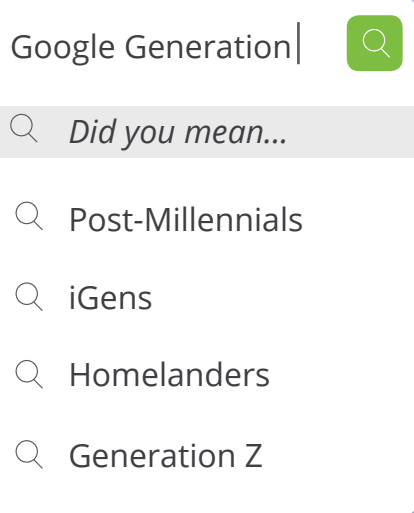 Google Generation
Did you mean...
Post-Millennials
iGens
Homelanders
Generation Z